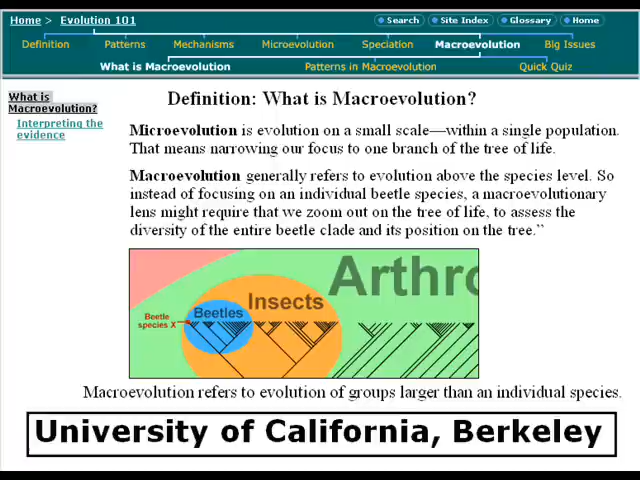 Home > Evolution 101
Search Site Index Glossary Home
Definition Patterns Mechanisms Microevolution Speciation Macroevolution Big Issues
What is Macroevolution Patterns in Macroevolution Quick Quiz
What is
Macroevolution?
Interpreting the
evidence
Definition: What is Macroevolution?
Microevolution is evolution on a small scale—within a single population.
That means narrowing our focus to one branch of the tree of life.
Macroevolution generally refers to evolution above the species level. So
instead of focusing on an individual beetle species, a macroevolutionary
lens might require that we zoom out on the tree of life, to assess the
diversity of the entire beetle clade and its position on the tree.”
Arthro
Insects
Beetles
Beetle
species X
Macroevolution refers to evolution of groups larger than an individual species.
University of California, Berkeley